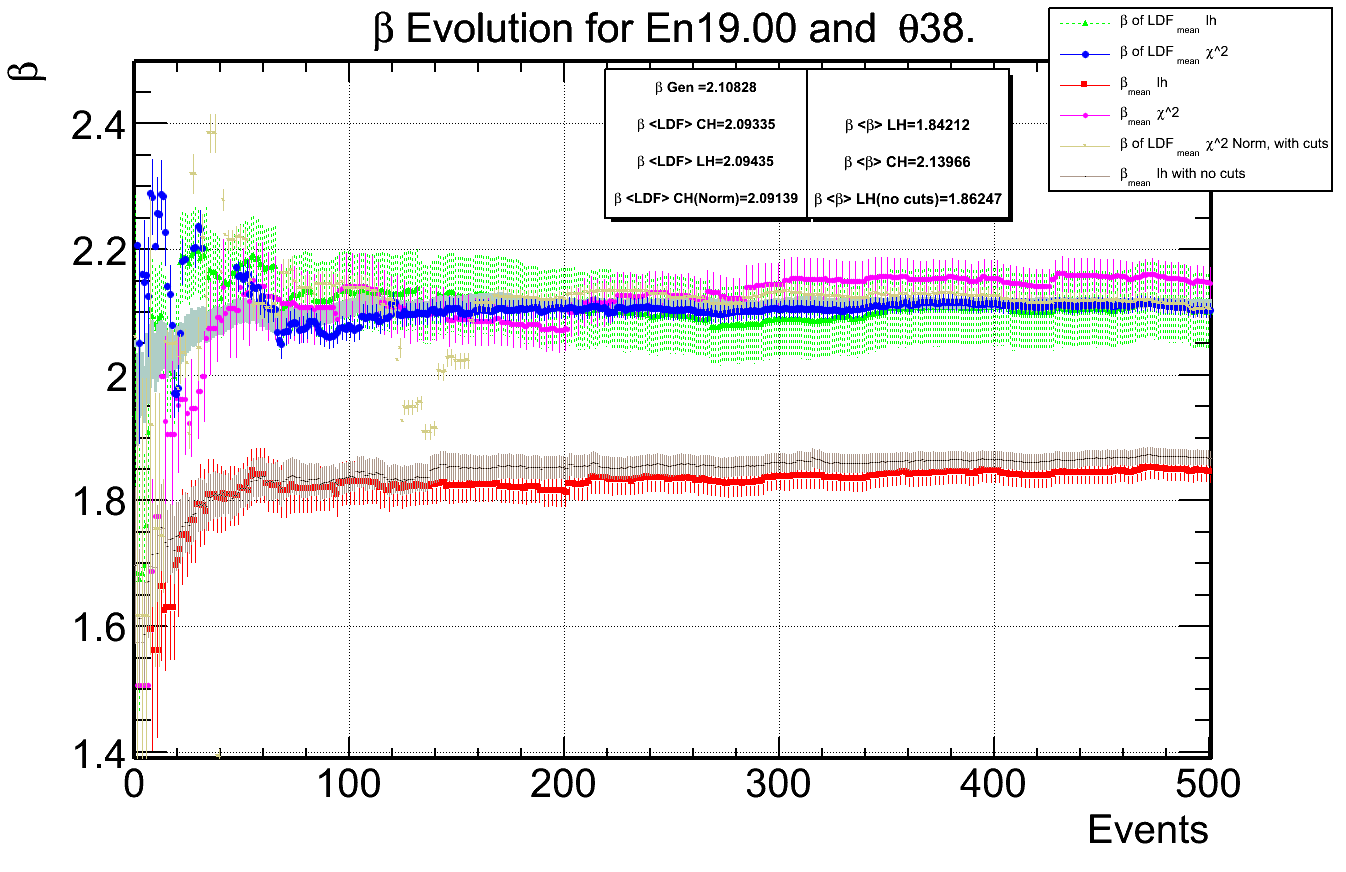 β Evolution for En19.00 and θ38.
β of LDF mean lh
β of LDF mean χ^2
β mean lh
β mean χ^2
β of LDF mean χ^2 Norm, with cuts
β mean lh with no cuts
β Gen =2.10828
β <LDF> CH=2.09335
β <LDF> LH=2.09435
β <LDF> CH(Norm)=2.09139
β <β> LH=1.84212
β <β> CH=2.13966
β <β> LH(no cuts)=1.86247
β
2.4
2.2
2
1.8
1.6
1.4
0 100 200 300 400 500
Events